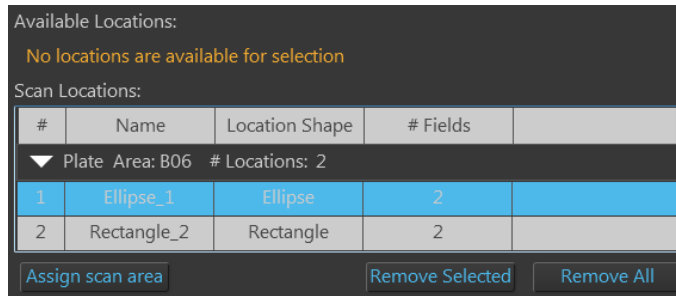 Available Locations:
No locations are available for selection
Scan Locations:
# Name Location Shape # Fields
Plate Area: B06 # Locations: 2
1 Ellipse_1 Ellipse 2
2 Rectangle_2 Rectangle 2
Assign scan area Remove Selected Remove All